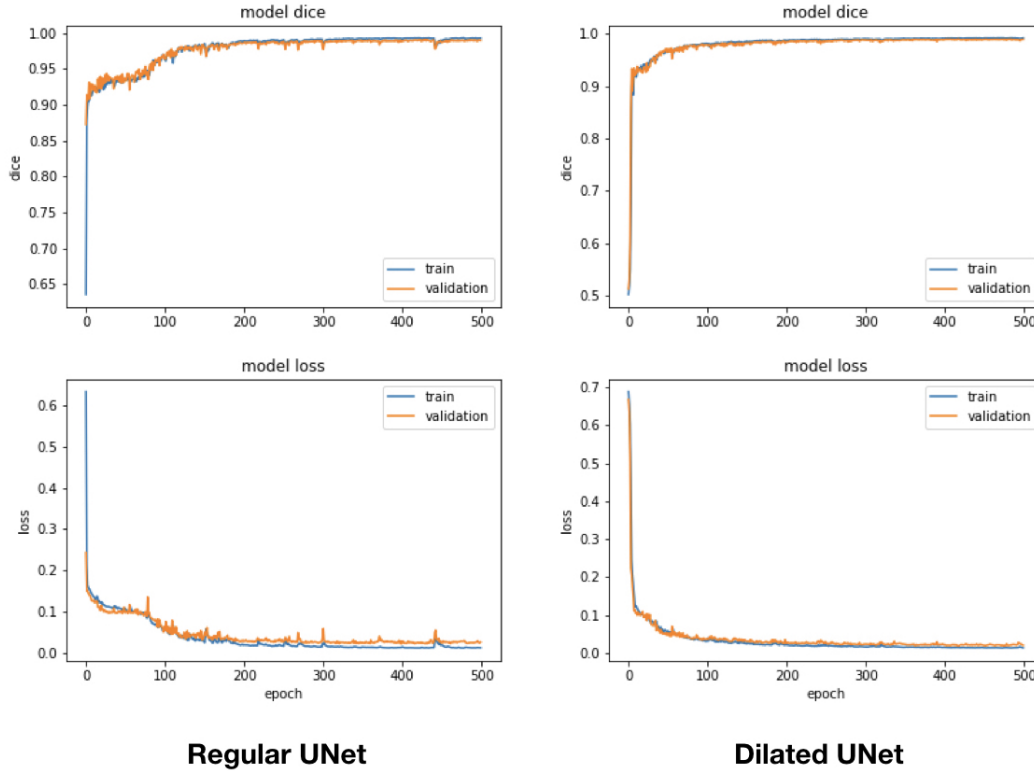 model dice
1.00
0.95
0.90
0.85
0.80
0.75
0.70
0.65
dice
train
validation
0 100 200 300 400 500
model dice
1.0
0.9
0.8
0.7
0.6
0.5
dice
train
validation
0 100 200 300 400 500
model loss
0.6
0.5
0.4
0.3
0.2
0.1
0.0
loss
train
validation
0 100 200 300 400 500
epoch
model loss
0.7
0.6
0.5
0.4
0.3
0.2
0.1
0.0
loss
train
validation
0 100 200 300 400 500
epoch
Regular UNet
Dilated UNet